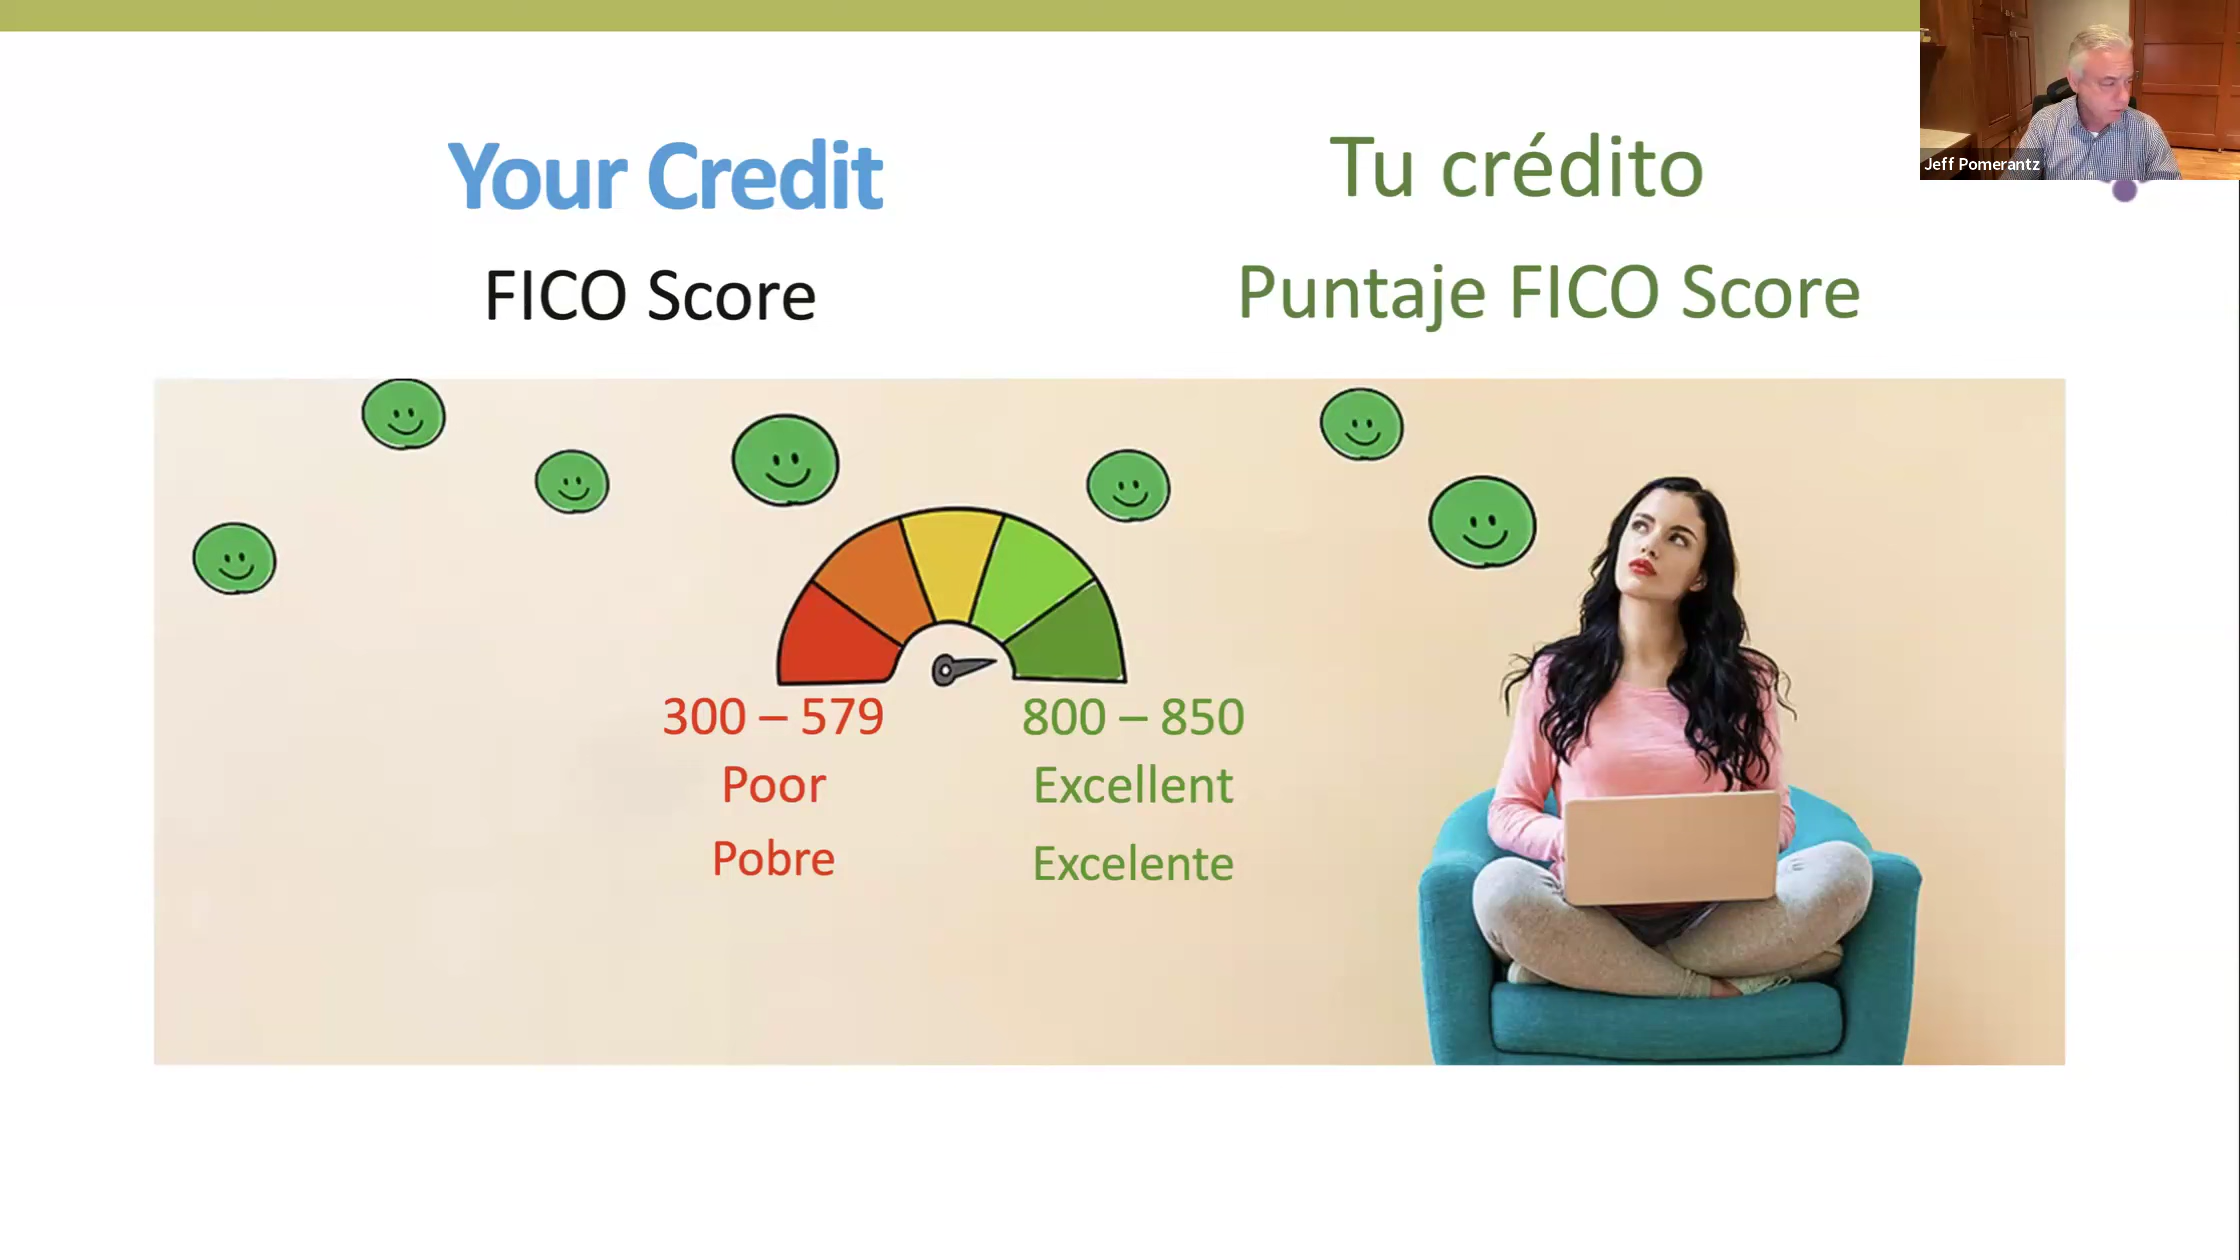 Your Credit
FICO Score
Tu crédito
Puntaje FICO Score
300 – 579
Poor
Pobre
800 – 850
Excellent
Excelente
Jeff Pomerantz